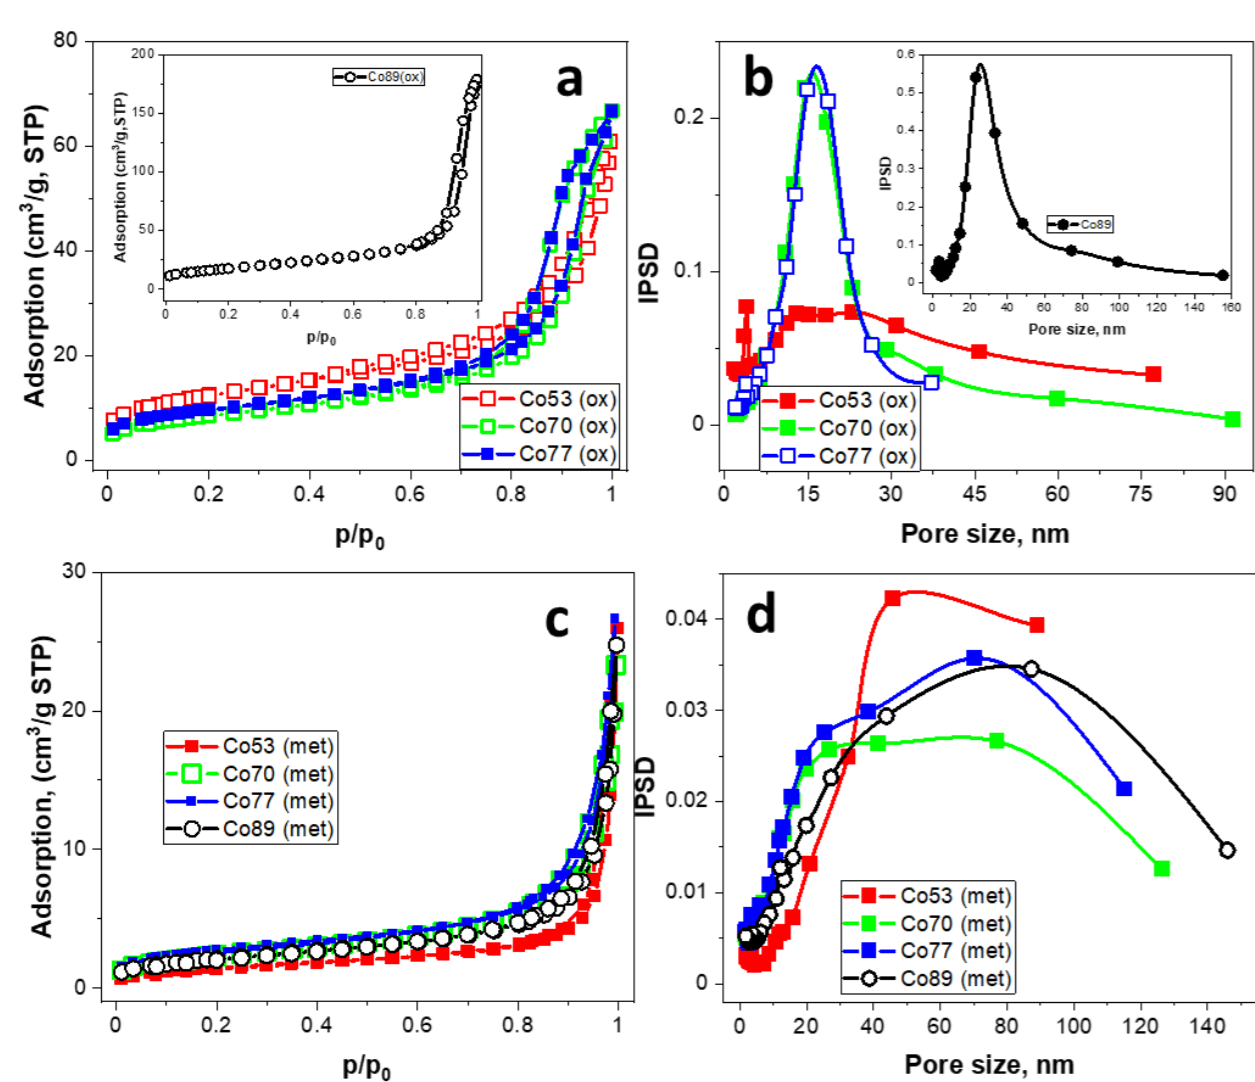 a
Adsorption (cm³/g, STP)
80
60
40
20
0
0
0.2
0.4
0.6
0.8
1
p/p₀
Co53 (ox)
Co70 (ox)
Co77 (ox)
Adsorption (cm³/g, STP)
200
150
100
50
0
0
0.2
0.4
0.6
0.8
1
p/p₀
Co89(ox)
b
IPSD
0.2
0.1
0
0
15
30
45
60
75
90
Pore size, nm
Co53 (ox)
Co70 (ox)
Co77 (ox)
IPSD
0.6
0.5
0.4
0.3
0.2
0.1
0.0
0
20
40
60
80
100
120
140
160
Pore size, nm
Co89
c
Adsorption, (cm³/g STP)
30
20
10
0
0
0.2
0.4
0.6
0.8
1
p/p₀
Co53 (met)
Co70 (met)
Co77 (met)
Co89 (met)
d
IPSD
0.04
0.03
0.02
0.01
0
0
20
40
60
80
100
120
140
Pore size, nm
Co53 (met)
Co70 (met)
Co77 (met)
Co89 (met)